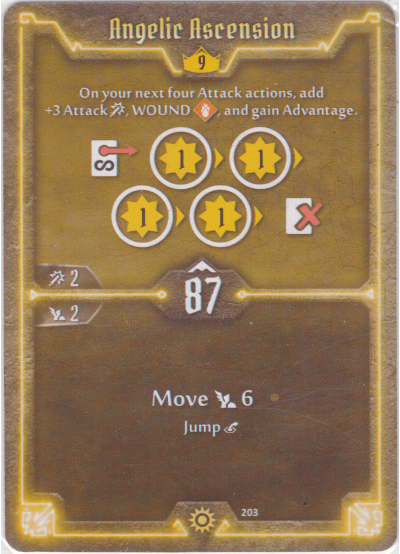 Angelic Ascension
9
On your next four Attack actions, add
+3 Attack, WOUND, and gain Advantage.
1 1
1 1
2
87
2
Move 6
Jump
203